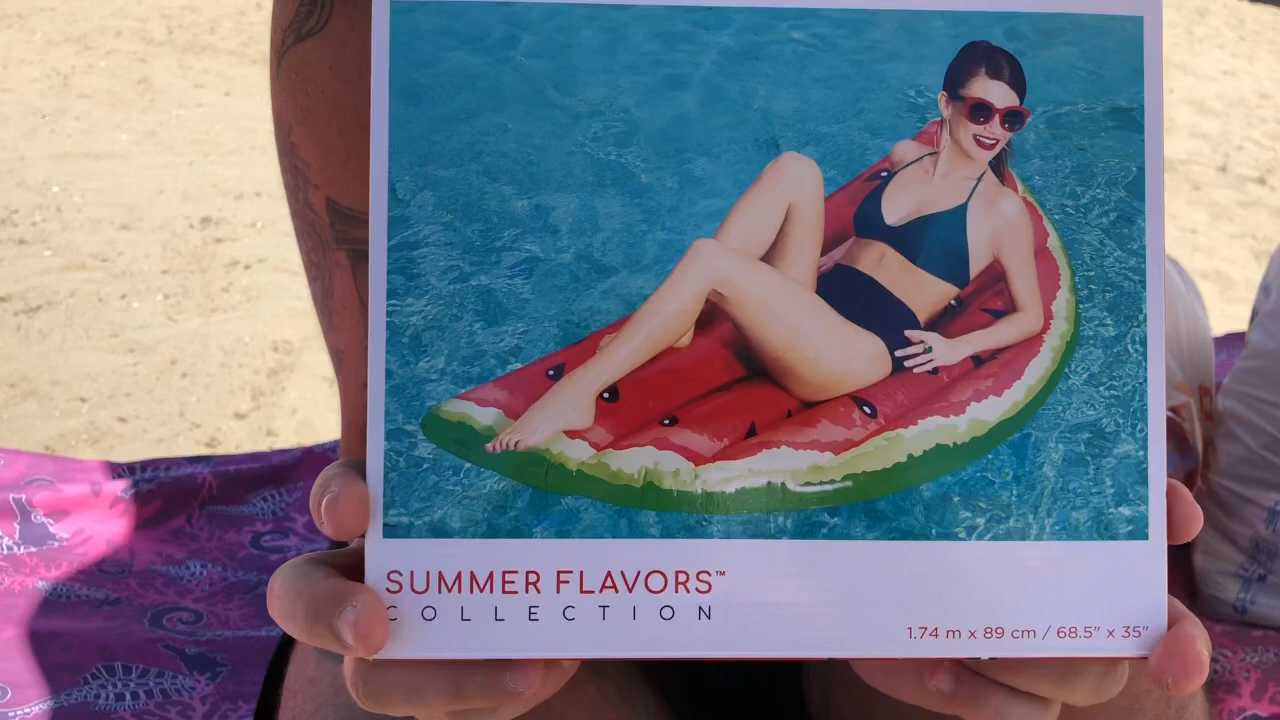 SUMMER FLAVORS™
COLLECTION
1.74 m x 89 cm / 68.5" x 35"